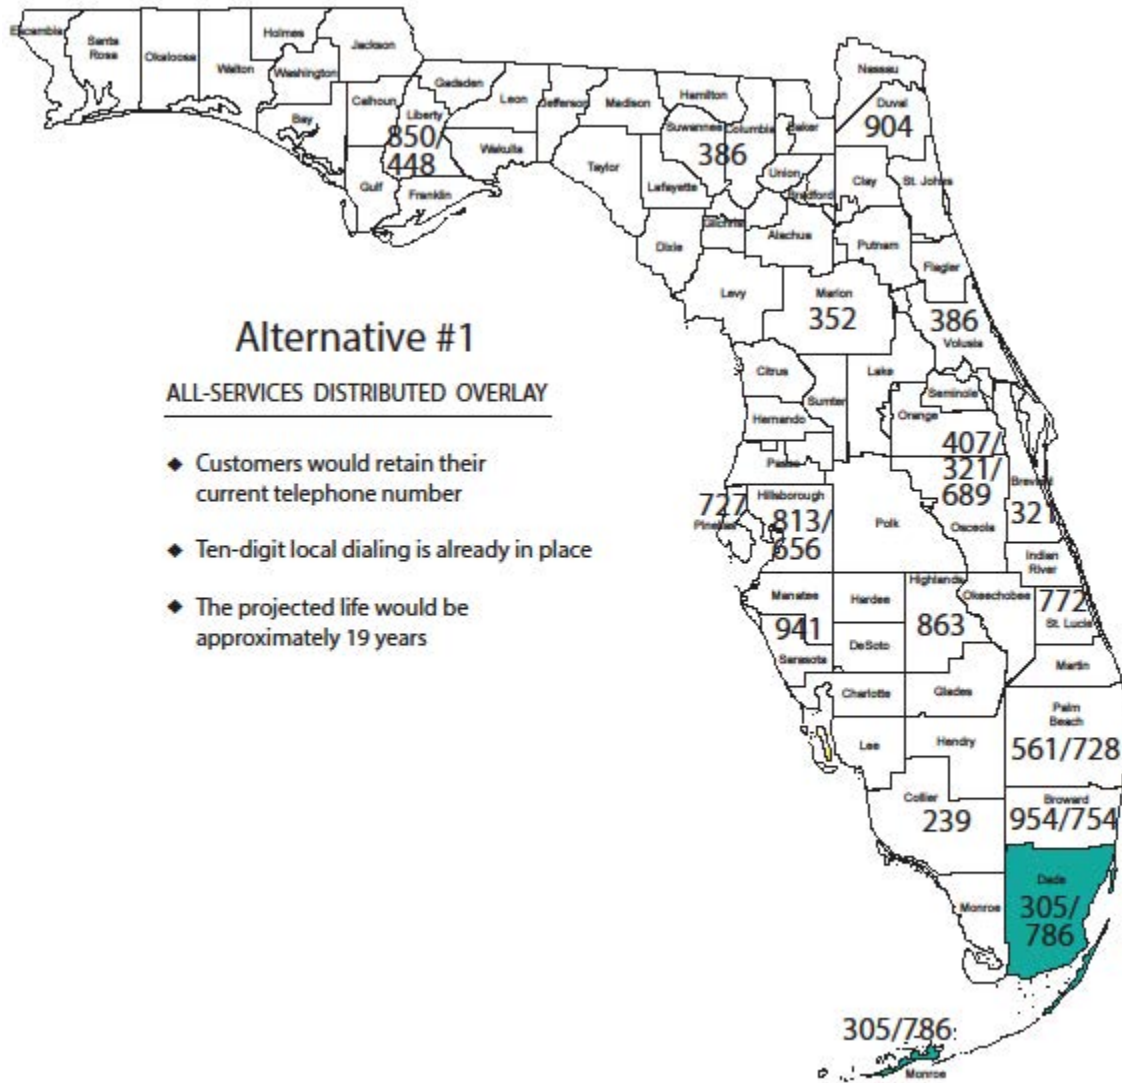 Escambia
Santa
Rosa
Okaloosa
Walton
Holmes
Washington
Jackson
Bay
Calhoun
Gulf
Gadsden
Liberty
850/
448
Franklin
Leon
Wakulla
Jefferson
Madison
Taylor
Hamilton
Suwannee
386
Lafayette
Columbia
Baker
Union
Bradford
Nassau
Duval
904
Clay
St. Johns
Dixie
Gilchrist
Alachua
Putnam
Flagler
Levy
Marion
352
386
Volusia
Alternative #1
ALL-SERVICES DISTRIBUTED OVERLAY
◆ Customers would retain their
current telephone number
◆ Ten-digit local dialing is already in place
◆ The projected life would be
approximately 19 years
Citrus
Sumter
Lake
Hernando
Seminole
Orange
407/
321/
689
Osceola
Pasco
727
Pinellas
Hillsborough
813/
656
Polk
Brevard
321
Indian
River
Manatee
941
Sarasota
Hardee
DeSoto
Highlands
863
Okeechobee
772
St. Lucie
Martin
Charlotte
Glades
Palm
Beach
561/728
Lee
Hendry
Collier
239
Broward
954/754
Monroe
Dade
305/
786
305/786
Monroe